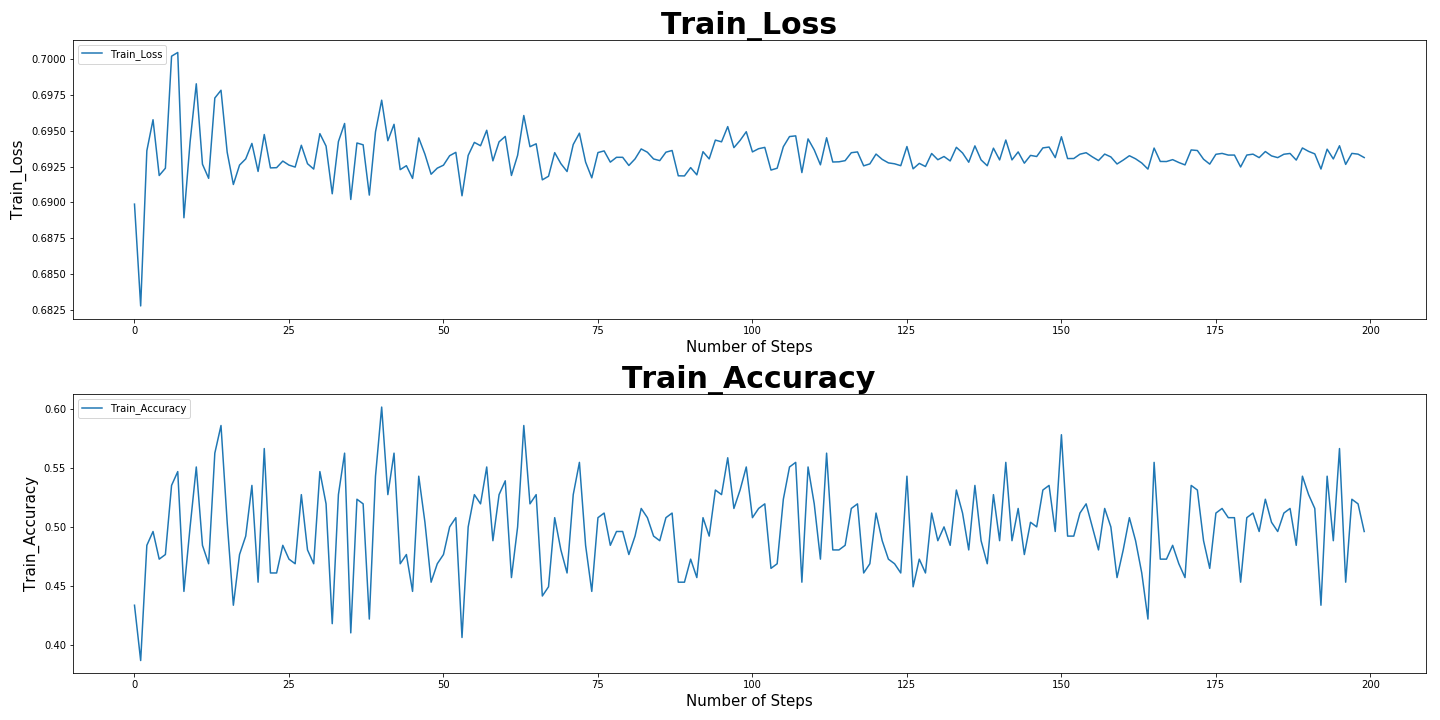 Train_Loss
Train_Loss
0.7000
0.6975
0.6950
0.6925
0.6900
0.6875
0.6850
0.6825
Train_Loss
0 25 50 75 100 125 150 175 200
Number of Steps
Train_Accuracy
Train_Accuracy
0.60
0.55
0.50
0.45
0.40
Train_Accuracy
0 25 50 75 100 125 150 175 200
Number of Steps